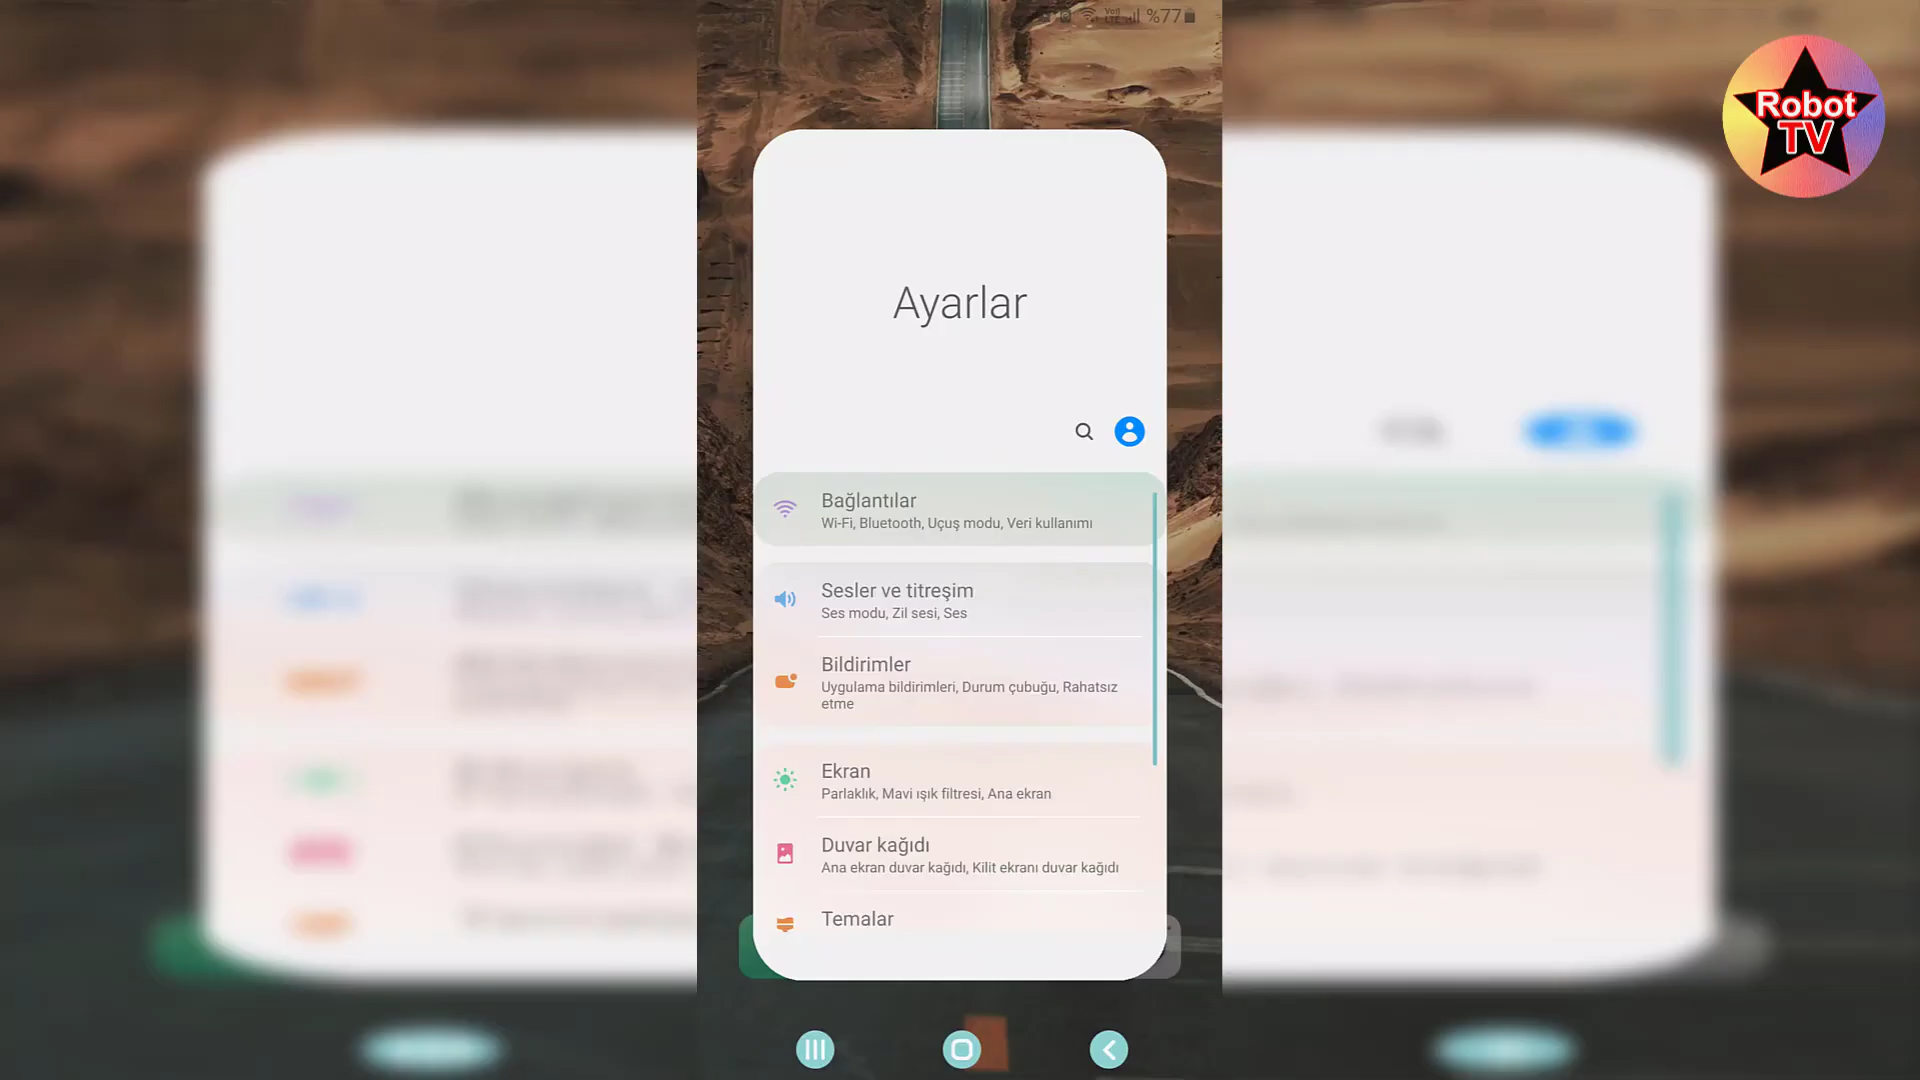 %77
Robot
TV
Ayarlar
Bağlantılar
Wi-Fi, Bluetooth, Uçuş modu, Veri kullanımı
Sesler ve titreşim
Ses modu, Zil sesi, Ses
Bildirimler
Uygulama bildirimleri, Durum çubuğu, Rahatsız
etme
Ekran
Parlaklık, Mavi ışık filtresi, Ana ekran
Duvar kağıdı
Ana ekran duvar kağıdı, Kilit ekranı duvar kağıdı
Temalar